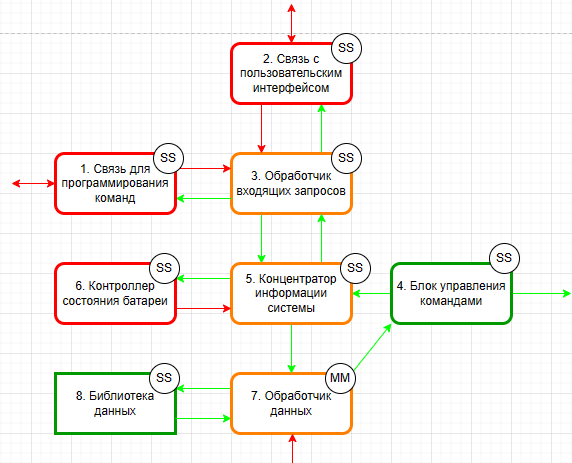 SS
2. Связь с
пользовательским
интерфейсом
SS
1. Связь для
программирования
команд
SS
3. Обработчик
входящих запросов
SS
6. Контроллер
состояния батареи
SS
5. Концентратор
информации
системы
SS
4. Блок управления
командами
SS
8. Библиотека
данных
MM
7. Обработчик
данных